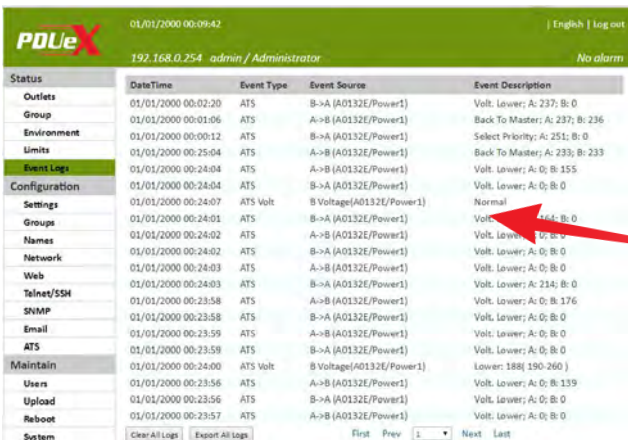 PDUeX
01/01/2000 00:09:42
| English | Log out
192.168.0.254 admin / Administrator
No alarm
Status
Outlets
Group
Environment
Limits
Event Logs
Configuration
Settings
Groups
Names
Network
Web
Telnet/SSH
SNMP
Email
ATS
Maintain
Users
Upload
Reboot
System
DateTime Event Type Event Source Event Description
01/01/2000 00:02:20 ATS B->A (A0132E/Power1) Volt. Lower; A: 237; B: 0
01/01/2000 00:01:06 ATS A->B (A0132E/Power1) Back To Master; A: 237; B: 236
01/01/2000 00:00:12 ATS B->A (A0132E/Power1) Select Priority; A: 251; B: 0
01/01/2000 00:25:04 ATS A->B (A0132E/Power1) Back To Master; A: 233; B: 233
01/01/2000 00:24:04 ATS A->B (A0132E/Power1) Volt. Lower; A: 0; B: 155
01/01/2000 00:24:04 ATS B->A (A0132E/Power1) Volt. Lower; A: 0; B: 0
01/01/2000 00:24:07 ATS Volt B Voltage(A0132E/Power1) Normal
01/01/2000 00:24:01 ATS B->A (A0132E/Power1) Volt. 164; B: 0
01/01/2000 00:24:02 ATS A->B (A0132E/Power1) Volt. Lower; 0; B: 0
01/01/2000 00:24:02 ATS B->A (A0132E/Power1) Volt. Lower; A: 0; B: 0
01/01/2000 00:24:03 ATS A->B (A0132E/Power1) Volt. Lower; A: 0; B: 0
01/01/2000 00:24:03 ATS B->A (A0132E/Power1) Volt. Lower; A: 214; B: 0
01/01/2000 00:23:58 ATS A->B (A0132E/Power1) Volt. Lower; A: 0; B: 176
01/01/2000 00:23:58 ATS B->A (A0132E/Power1) Volt. Lower; A: 0; B: 0
01/01/2000 00:23:59 ATS A->B (A0132E/Power1) Volt. Lower; A: 0; B: 0
01/01/2000 00:23:59 ATS B->A (A0132E/Power1) Volt. Lower; A: 0; B: 0
01/01/2000 00:24:00 ATS Volt B Voltage(A0132E/Power1) Lower: 188( 190-260 )
01/01/2000 00:23:56 ATS A->B (A0132E/Power1) Volt. Lower; A: 0; B: 139
01/01/2000 00:23:56 ATS B->A (A0132E/Power1) Volt. Lower; A: 0; B: 0
01/01/2000 00:23:57 ATS A->B (A0132E/Power1) Volt. Lower; A: 0; B: 0
Clear All Logs Export All Logs First Prev 1 Next Last